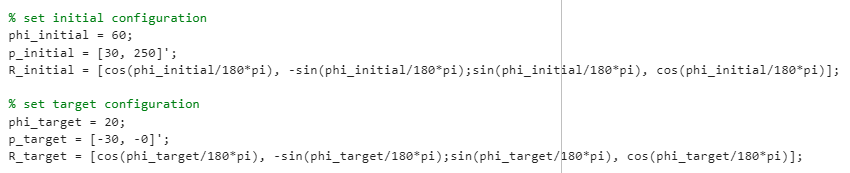 % set initial configuration
phi_initial = 60;
p_initial = [30, 250]';
R_initial = [cos(phi_initial/180*pi), -sin(phi_initial/180*pi);sin(phi_initial/180*pi), cos(phi_initial/180*pi)];
% set target configuration
phi_target = 20;
p_target = [-30, -0]';
R_target = [cos(phi_target/180*pi), -sin(phi_target/180*pi);sin(phi_target/180*pi), cos(phi_target/180*pi)];